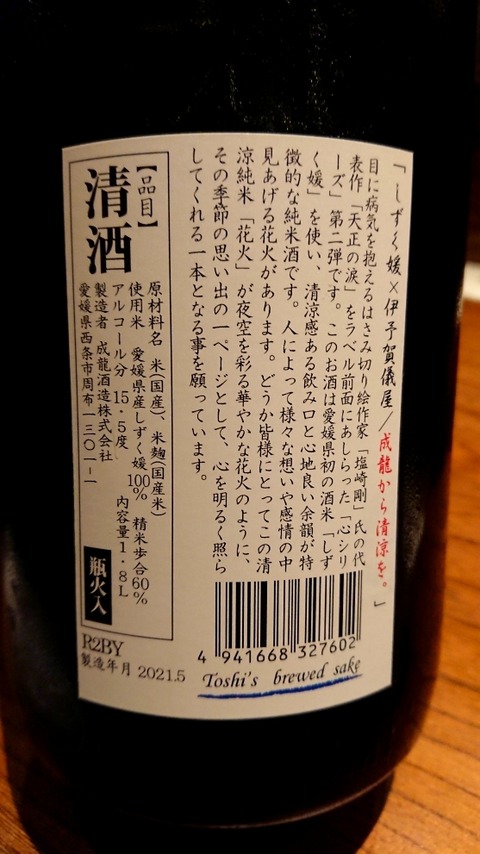 「しずく媛×伊予賀儀屋/成龍から清涼を。」
目に病気を抱えるはさみ切り絵作家「塩崎剛」氏の代
表作「天正の涙」をラベル前面にあしらった「心シリ
ーズ」第二弾です。このお酒は愛媛県初の酒米「しず
く媛」を使い、清涼感ある飲み口と心地良い余韻が特
徴的な純米酒です。人によって様々な想いや感情の中
見あげる花火があります。どうか皆様にとってこの清
涼純米「花火」が夜空を彩る華やかな花火のように、
その季節の思い出の一ページとして、心を明るく照ら
してくれる一本となる事を願っています。
【品目】
清酒
原材料名 米(国産)、米麹(国産米)
使用米 愛媛県産しずく媛100% 精米歩合60%
アルコール分 15.5度 内容量1.8L
製造者 成龍酒造株式会社
愛媛県西条市周布一三〇一-一
瓶火入
R2BY
製造年月 2021.5
4 941668 327602
Toshi's brewed sake